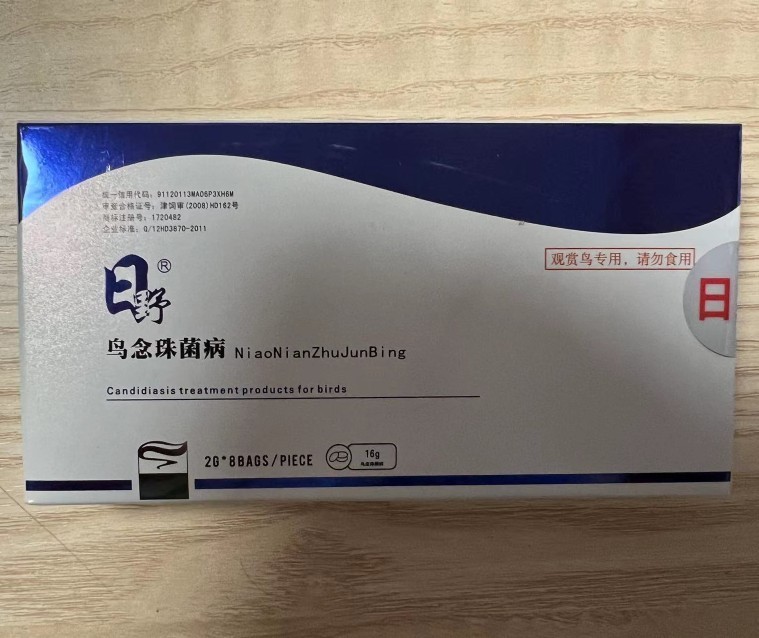 统一信用代码：91120113MA06P3XH6M
审查合格证号：津饲审(2008)HD162号
商标注册号：1720482
企业标准：Q/12HD3870-2011
观赏鸟专用，请勿食用
日
日野®
鸟念珠菌病 NiaoNianZhuJunBing
Candidiasis treatment products for birds
2G*8BAGS/PIECE
16g